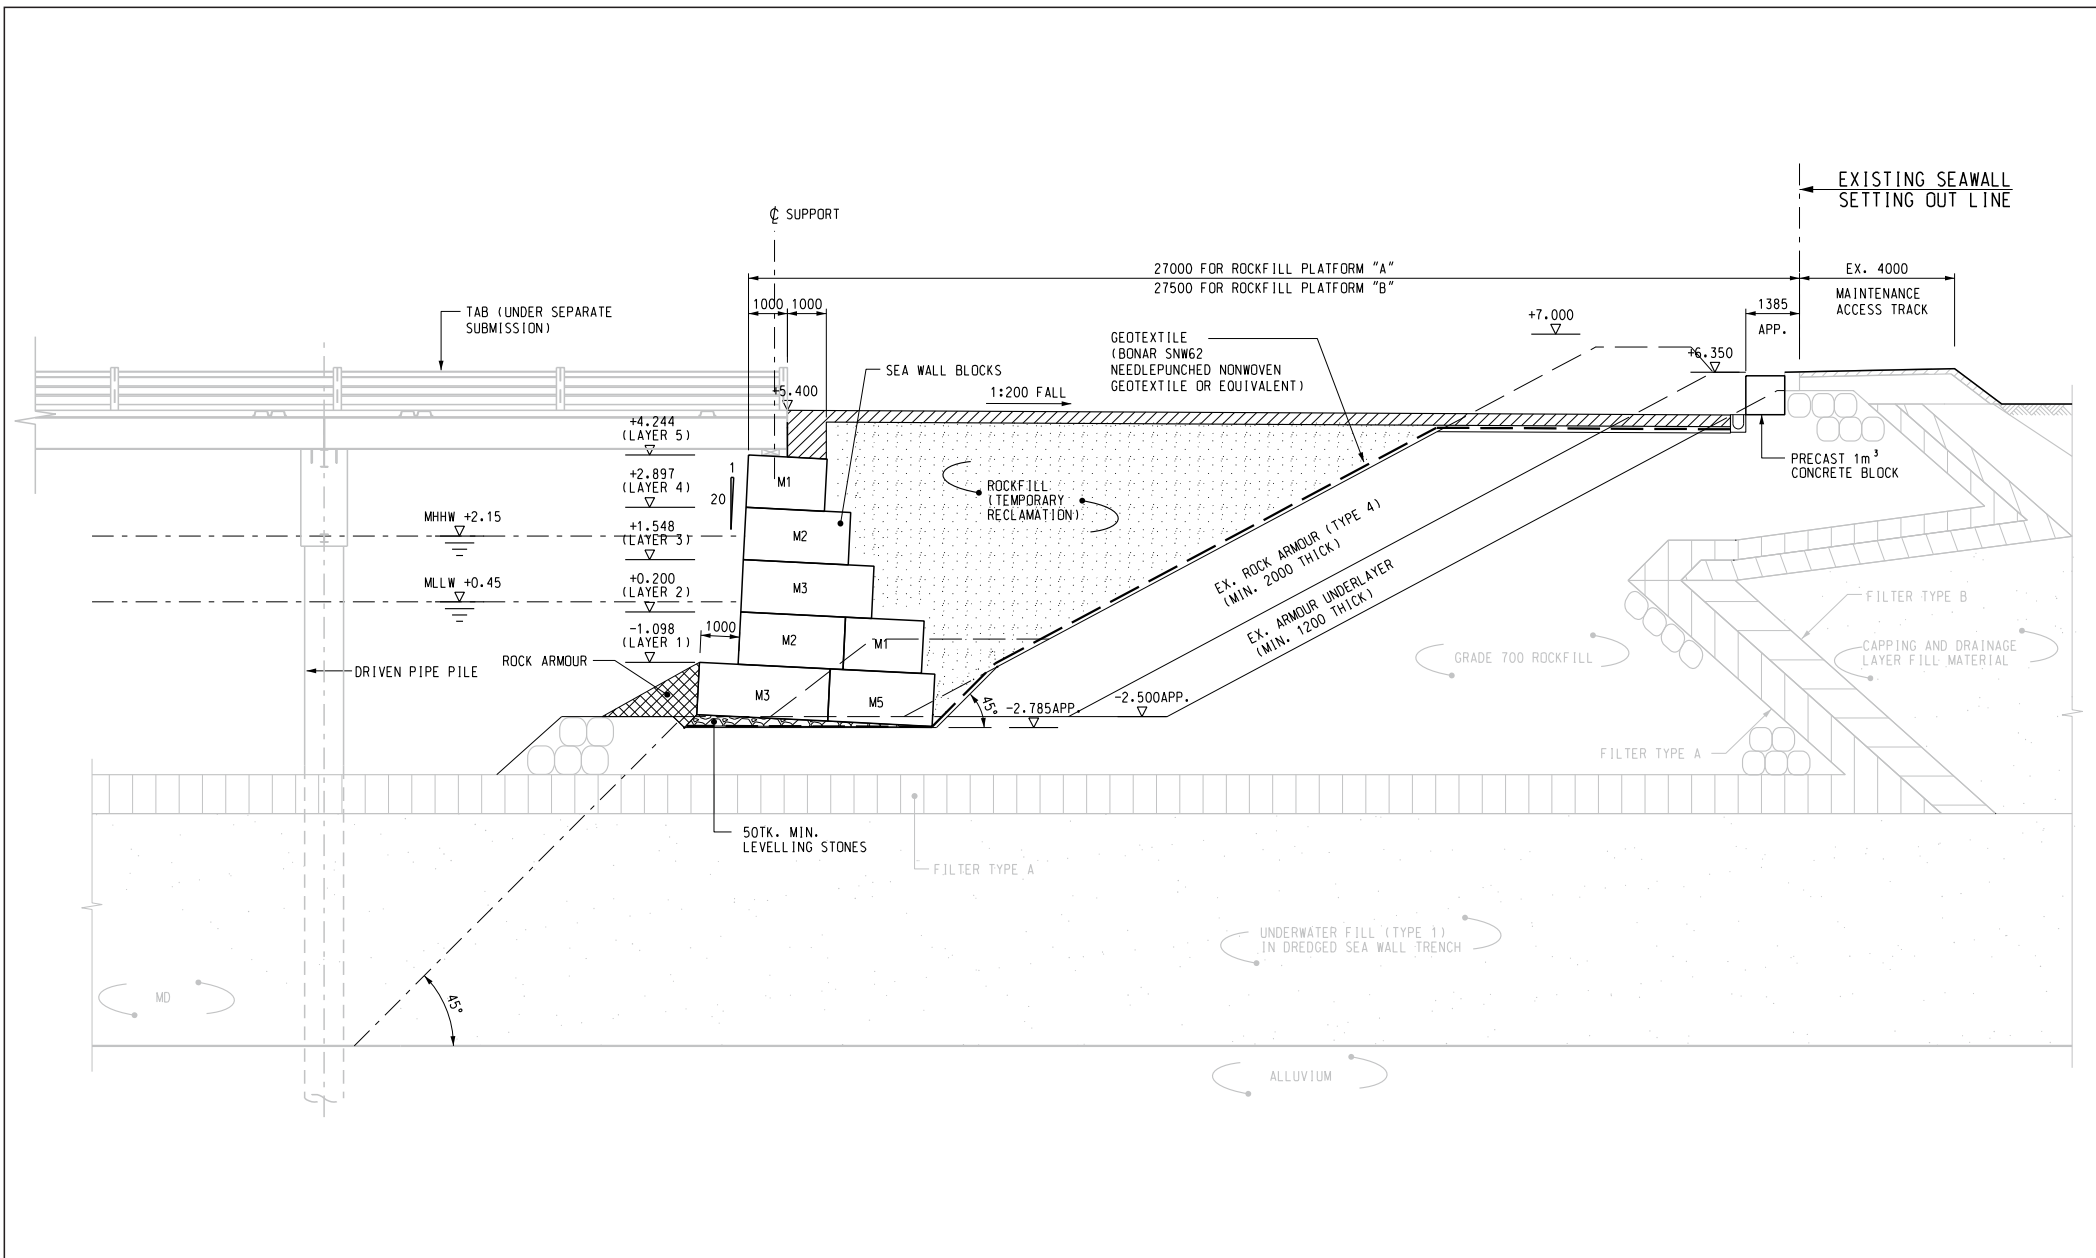 EXISTING SEAWALL
SETTING OUT LINE
℄ SUPPORT
27000 FOR ROCKFILL PLATFORM "A"
27500 FOR ROCKFILL PLATFORM "B"
EX. 4000
MAINTENANCE
ACCESS TRACK
1000
1000
1385
APP.
TAB (UNDER SEPARATE
SUBMISSION)
+7.000
GEOTEXTILE
(BONAR SNW62
NEEDLEPUNCHED NONWOVEN
GEOTEXTILE OR EQUIVALENT)
+6.350
SEA WALL BLOCKS
+5.400
1:200 FALL
+4.244
(LAYER 5)
PRECAST 1m³
CONCRETE BLOCK
+2.897
(LAYER 4)
1
20
M1
ROCKFILL
(TEMPORARY
RECLAMATION)
MHHW +2.15
+1.548
(LAYER 3)
M2
EX. ROCK ARMOUR (TYPE 4)
(MIN. 2000 THICK)
MLLW +0.45
+0.200
(LAYER 2)
M3
EX. ARMOUR UNDERLAYER
(MIN. 1200 THICK)
FILTER TYPE B
-1.098
(LAYER 1)
1000
M2
M1
CAPPING AND DRAINAGE
LAYER FILL MATERIAL
GRADE 700 ROCKFILL
ROCK ARMOUR
DRIVEN PIPE PILE
M3
M5
45°
-2.785APP.
-2.500APP.
FILTER TYPE A
50TK. MIN.
LEVELLING STONES
FILTER TYPE A
UNDERWATER FILL (TYPE 1)
IN DREDGED SEA WALL TRENCH
MD
45°
ALLUVIUM